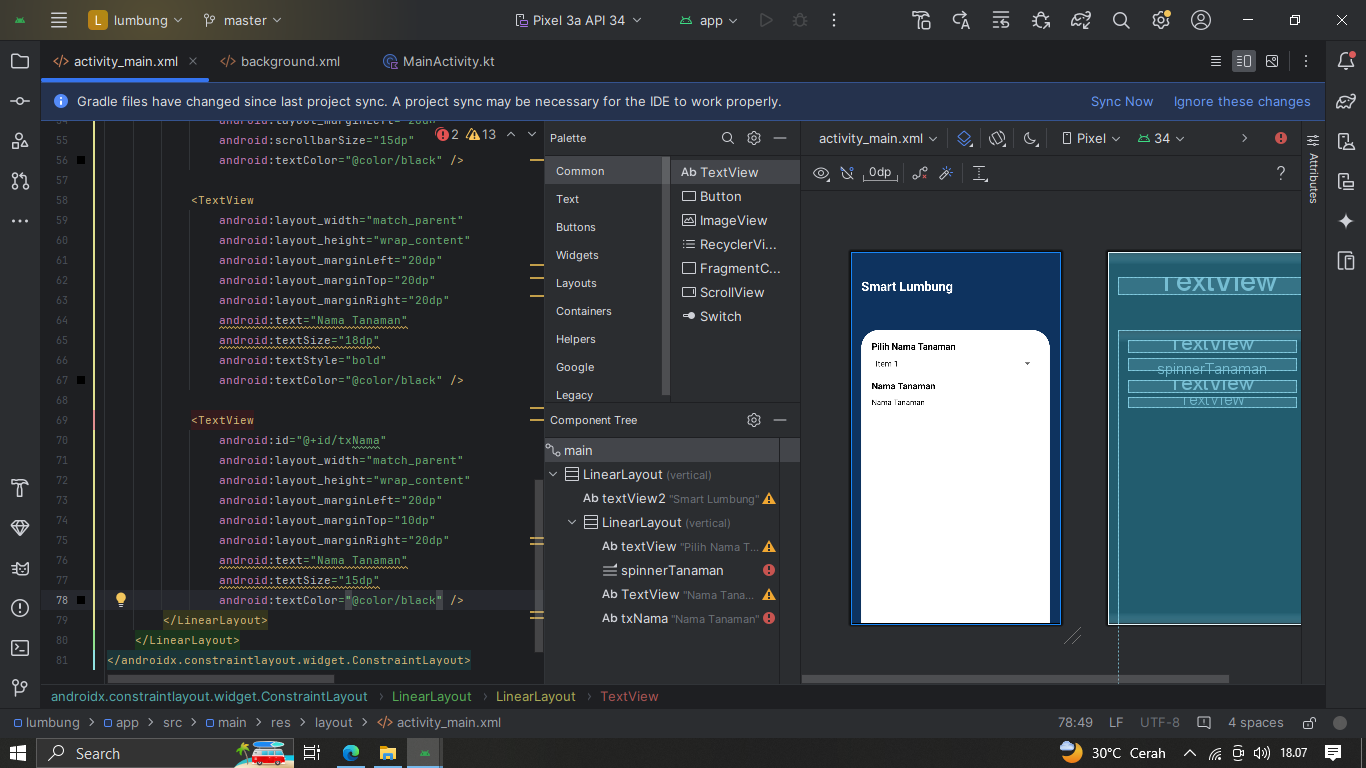 L lumbung master Pixel 3a API 34 app
activity_main.xml background.xml MainActivity.kt
Gradle files have changed since last project sync. A project sync may be necessary for the IDE to work properly. Sync Now Ignore these changes
2 13
55 android:scrollbarSize="15dp"
56 android:textColor="@color/black" />
57
58 <TextView
59 android:layout_width="match_parent"
60 android:layout_height="wrap_content"
61 android:layout_marginLeft="20dp"
62 android:layout_marginTop="20dp"
63 android:layout_marginRight="20dp"
64 android:text="Nama Tanaman"
65 android:textSize="18dp"
66 android:textStyle="bold"
67 android:textColor="@color/black" />
68
69 <TextView
70 android:id="@+id/txNama"
71 android:layout_width="match_parent"
72 android:layout_height="wrap_content"
73 android:layout_marginLeft="20dp"
74 android:layout_marginTop="10dp"
75 android:layout_marginRight="20dp"
76 android:text="Nama Tanaman"
77 android:textSize="15dp"
78 android:textColor="@color/black" />
79 </LinearLayout>
80 </LinearLayout>
81 </androidx.constraintlayout.widget.ConstraintLayout>
Palette
Common
Text
Buttons
Widgets
Layouts
Containers
Helpers
Google
Legacy
Ab TextView
Button
ImageView
RecyclerVi...
FragmentC...
ScrollView
Switch
Component Tree
main
LinearLayout (vertical)
Ab textView2 "Smart Lumbung"
LinearLayout (vertical)
Ab textView "Pilih Nama T...
spinnerTanaman
Ab TextView "Nama Tana...
Ab txNama "Nama Tanaman"
activity_main.xml Pixel 34
0dp ?
Attributes
Smart Lumbung
Pilih Nama Tanaman
Item 1
Nama Tanaman
Nama Tanaman
TextView
TextView
spinnerTanaman
TextView
TextView
androidx.constraintlayout.widget.ConstraintLayout > LinearLayout > LinearLayout > TextView
lumbung > app > src > main > res > layout > activity_main.xml 78:49 LF UTF-8 4 spaces
Search 30°C Cerah 18.07